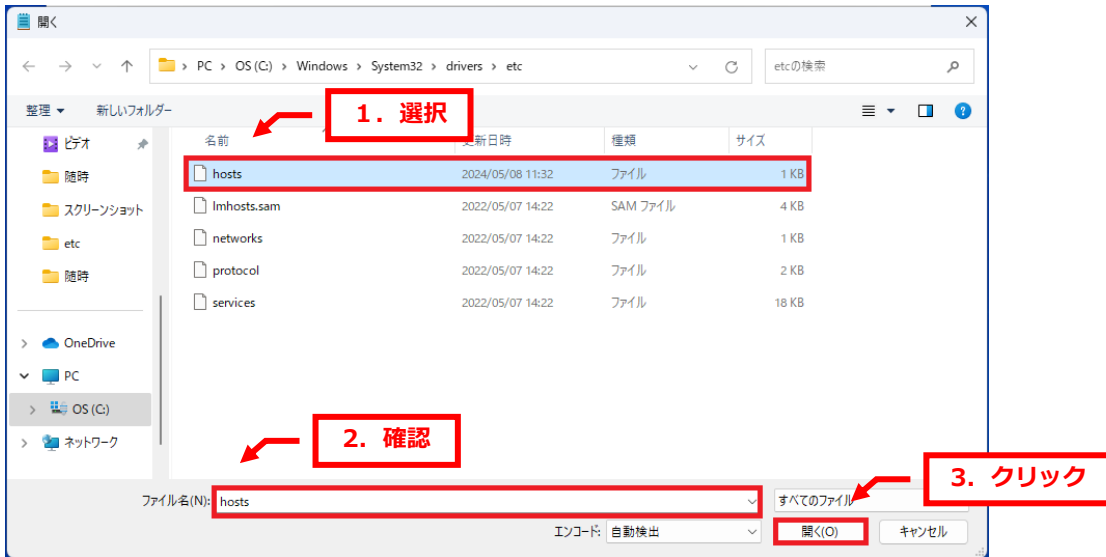 開く
PC › OS (C:) › Windows › System32 › drivers › etc
etcの検索
整理 新しいフォルダー
1. 選択
名前 更新日時 種類 サイズ
ビデオ
随時
スクリーンショット
etc
随時
OneDrive
PC
OS (C:)
ネットワーク
hosts 2024/05/08 11:32 ファイル 1 KB
lmhosts.sam 2022/05/07 14:22 SAM ファイル 4 KB
networks 2022/05/07 14:22 ファイル 1 KB
protocol 2022/05/07 14:22 ファイル 2 KB
services 2022/05/07 14:22 ファイル 18 KB
2. 確認
3. クリック
ファイル名(N): hosts すべてのファイル
エンコード: 自動検出 開く(O) キャンセル